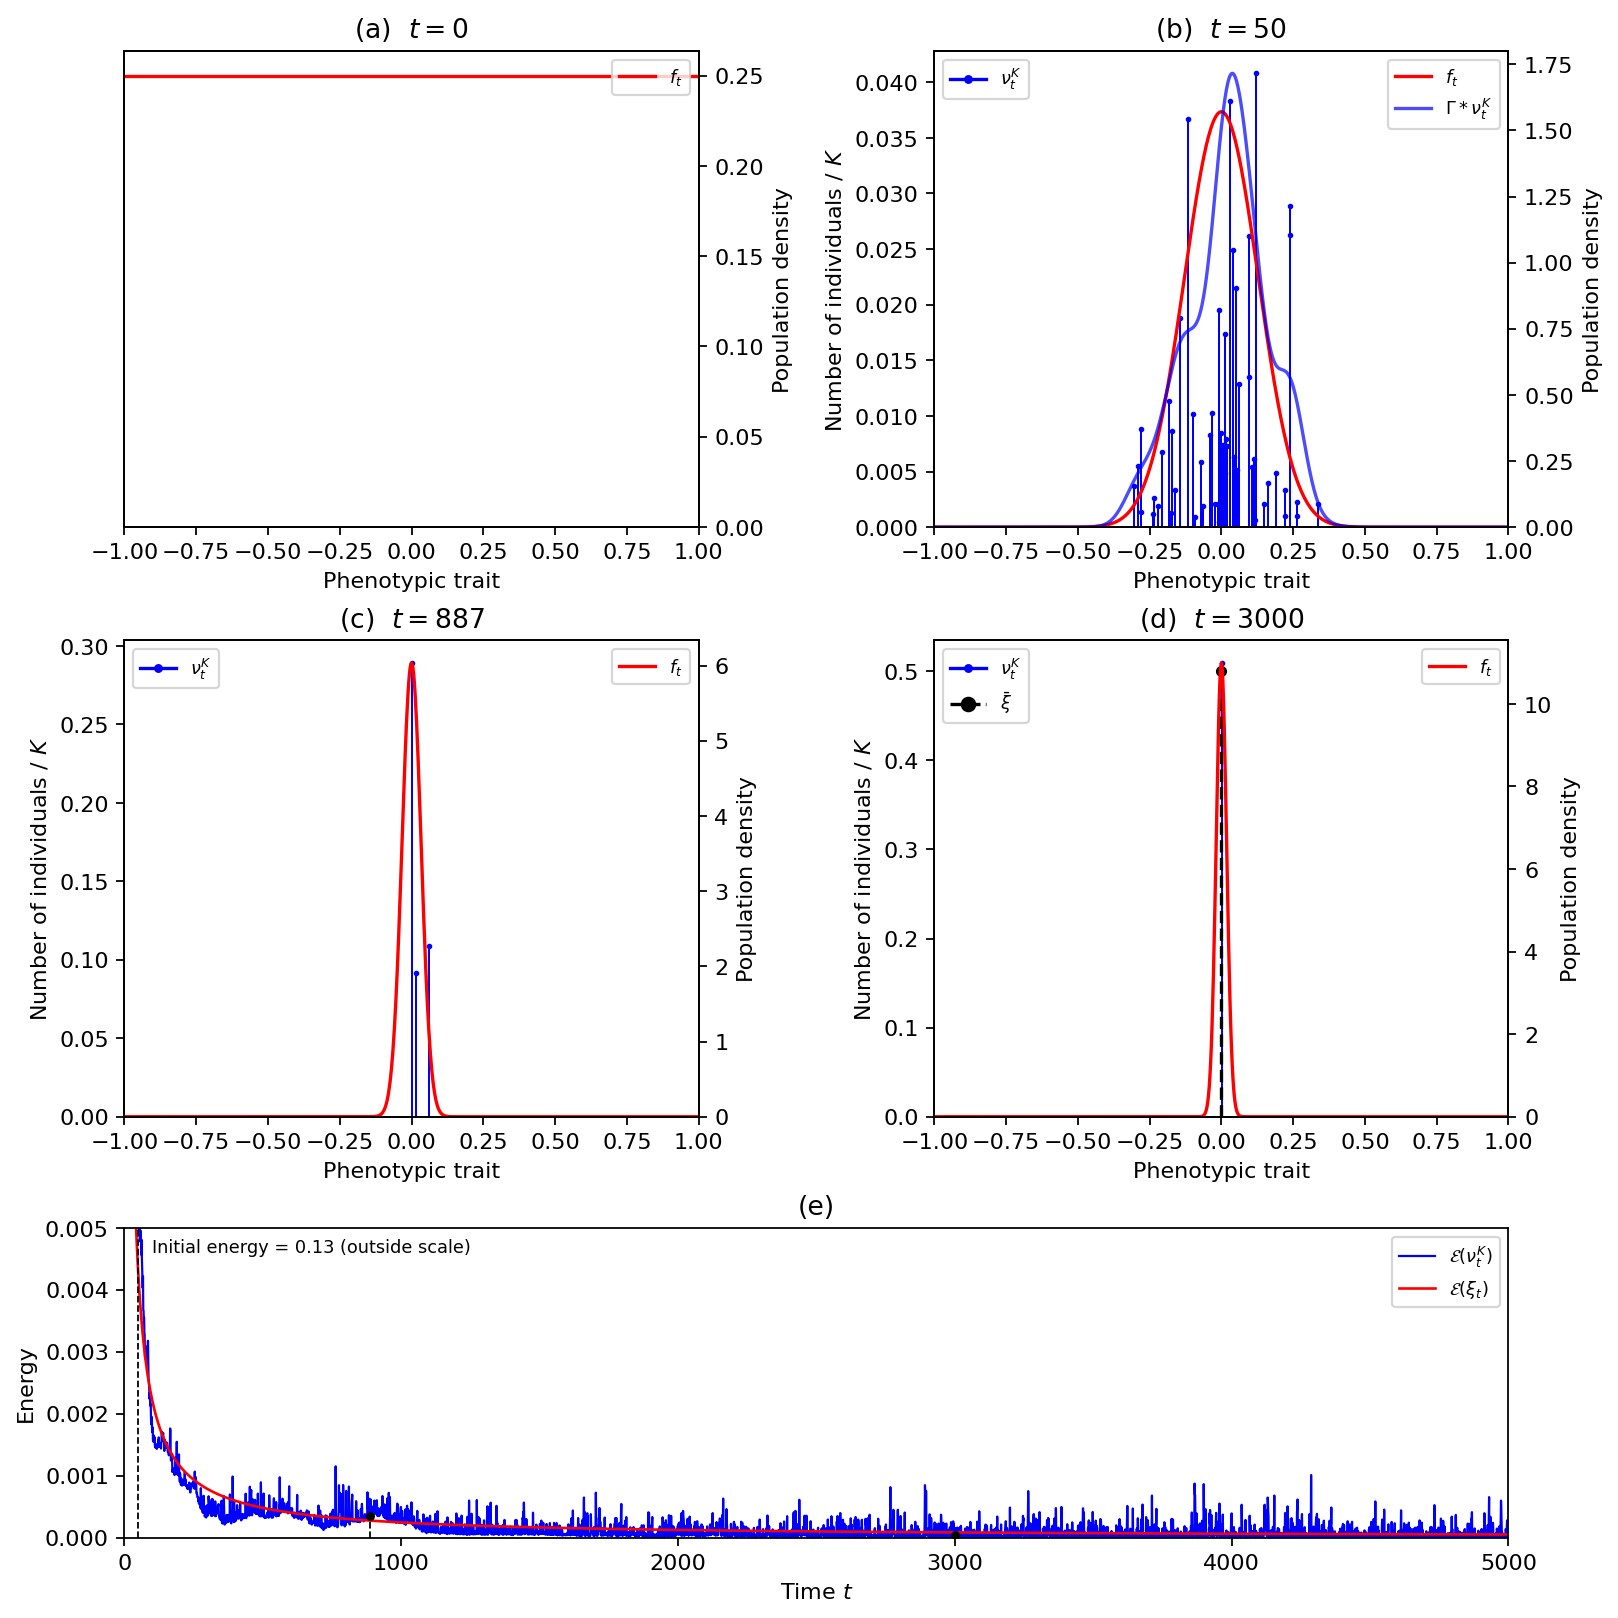 (a) t = 0
f_t
0.25
0.20
0.15
0.10
0.05
0.00
Population density
−1.00 −0.75 −0.50 −0.25 0.00 0.25 0.50 0.75 1.00
Phenotypic trait
(b) t = 50
ν_t^K
f_t
Γ * ν_t^K
0.040
0.035
0.030
0.025
0.020
0.015
0.010
0.005
0.000
Number of individuals / K
1.75
1.50
1.25
1.00
0.75
0.50
0.25
0.00
Population density
−1.00 −0.75 −0.50 −0.25 0.00 0.25 0.50 0.75 1.00
Phenotypic trait
(c) t = 887
ν_t^K
f_t
0.30
0.25
0.20
0.15
0.10
0.05
0.00
Number of individuals / K
6
5
4
3
2
1
0
Population density
−1.00 −0.75 −0.50 −0.25 0.00 0.25 0.50 0.75 1.00
Phenotypic trait
(d) t = 3000
ν_t^K
ξ̄
f_t
0.5
0.4
0.3
0.2
0.1
0.0
Number of individuals / K
10
8
6
4
2
0
Population density
−1.00 −0.75 −0.50 −0.25 0.00 0.25 0.50 0.75 1.00
Phenotypic trait
(e)
Initial energy = 0.13 (outside scale)
ℰ(ν_t^K)
ℰ(ξ_t)
0.005
0.004
0.003
0.002
0.001
0.000
Energy
0 1000 2000 3000 4000 5000
Time t